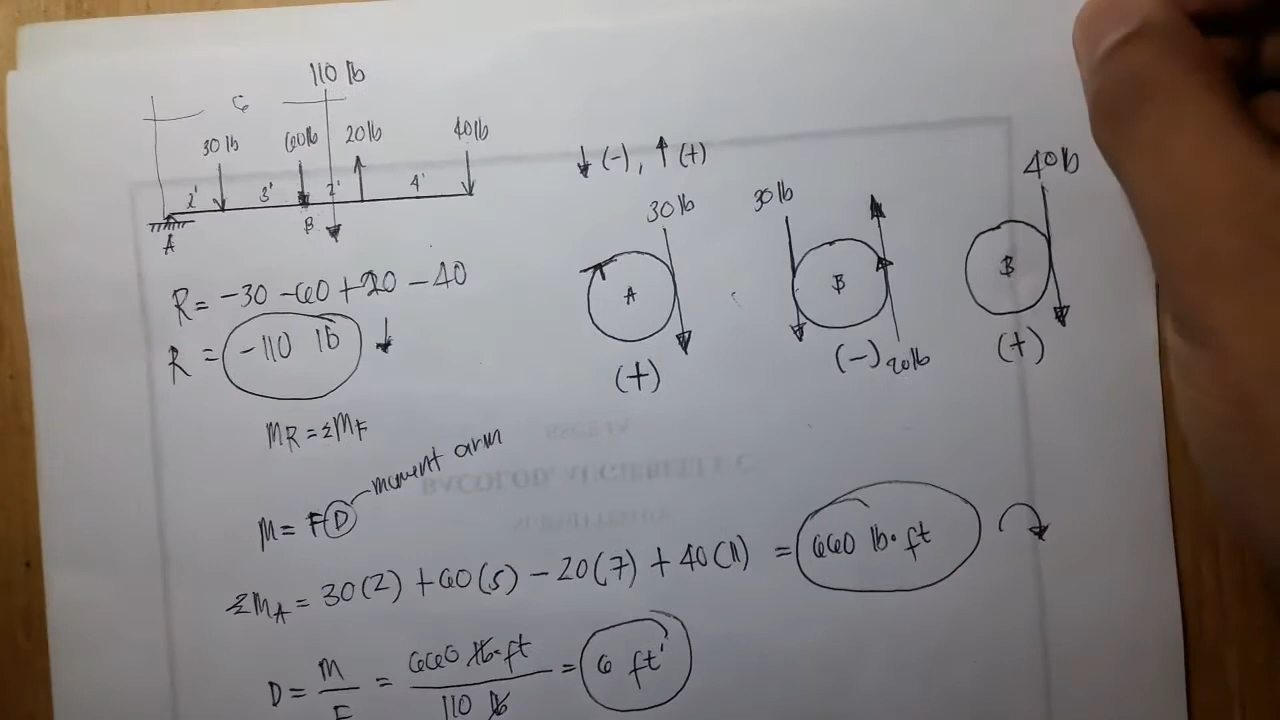 110 lb
6
30 lb 60 lb 20 lb 40 lb
2' 3' 2' 4'
A B
R = -30 -60 +20 -40
R = -110 lb
MR = ΣMF
M = FD moment arm
ΣMA = 30(2) + 60(5) - 20(7) + 40(11) = 660 lb·ft
D = M/F = 660 lb·ft / 110 lb = 6 ft'
↓(-), ↑(+)
30 lb
A
(+)
30 lb
B
(-) 20 lb
40 lb
B
(+)